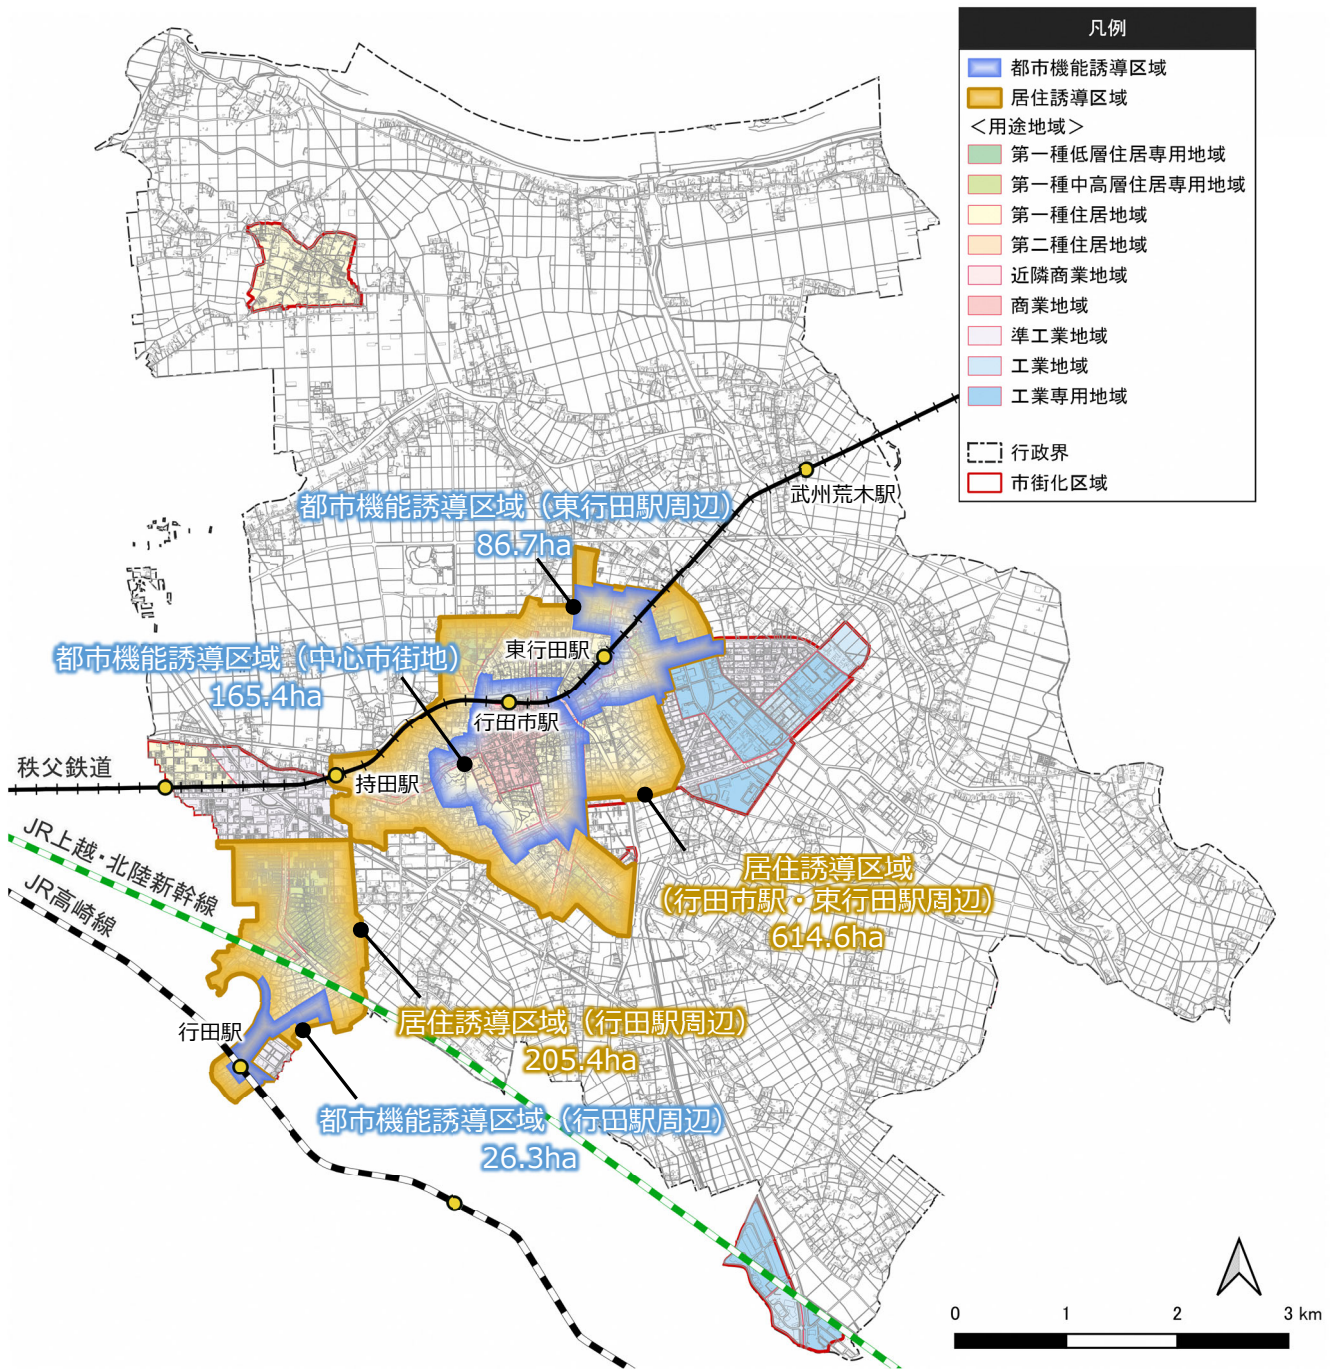 凡例
都市機能誘導区域
居住誘導区域
＜用途地域＞
第一種低層住居専用地域
第一種中高層住居専用地域
第一種住居地域
第二種住居地域
近隣商業地域
商業地域
準工業地域
工業地域
工業専用地域
行政界
市街化区域
武州荒木駅
都市機能誘導区域（東行田駅周辺）
86.7ha
東行田駅
都市機能誘導区域（中心市街地）
165.4ha
行田市駅
秩父鉄道
持田駅
JR上越・北陸新幹線
JR高崎線
居住誘導区域
（行田市駅・東行田駅周辺）
614.6ha
居住誘導区域（行田駅周辺）
205.4ha
行田駅
都市機能誘導区域（行田駅周辺）
26.3ha
0 1 2 3 km